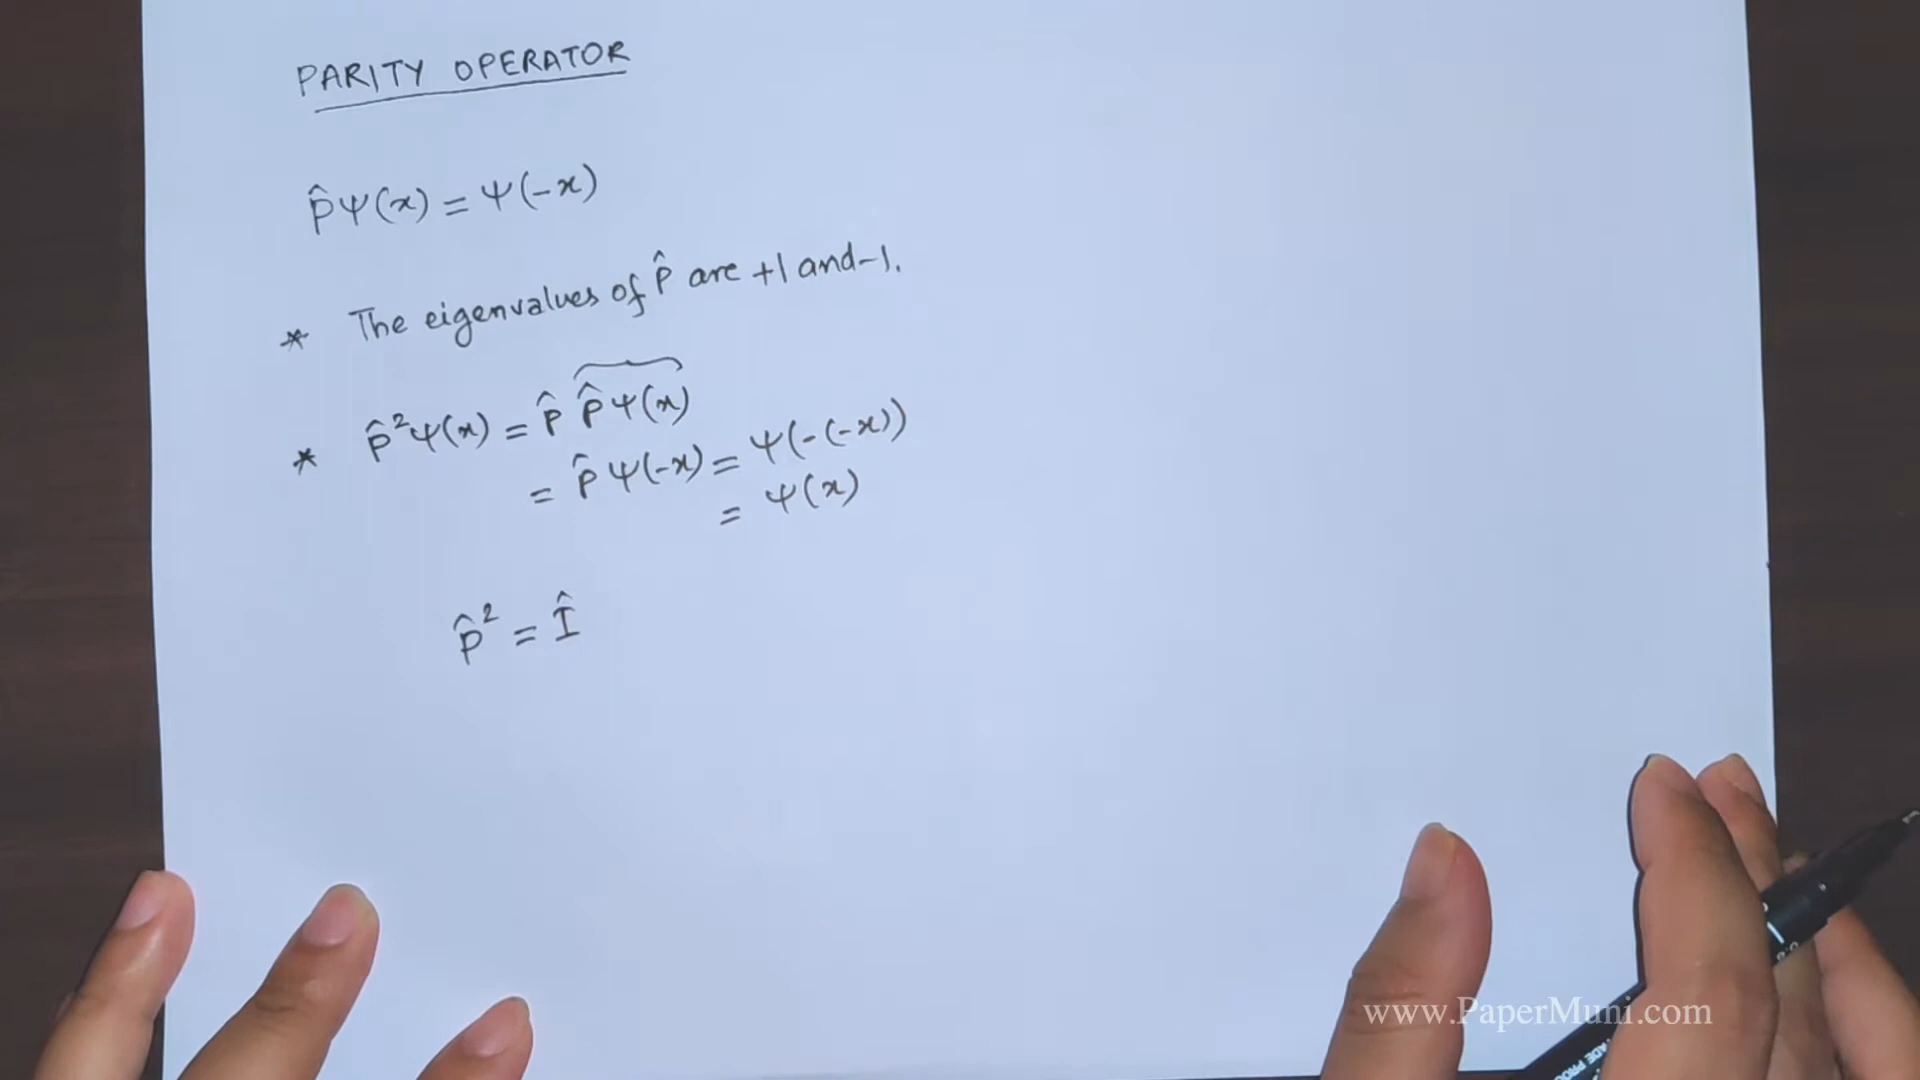 PARITY OPERATOR
P̂Ψ(x) = Ψ(-x)
* The eigenvalues of P̂ are +1 and -1.
* P̂²Ψ(x) = P̂ P̂Ψ(x)
= P̂Ψ(-x) = Ψ(-(-x))
= Ψ(x)
P̂² = Î
www.PaperMuni.com